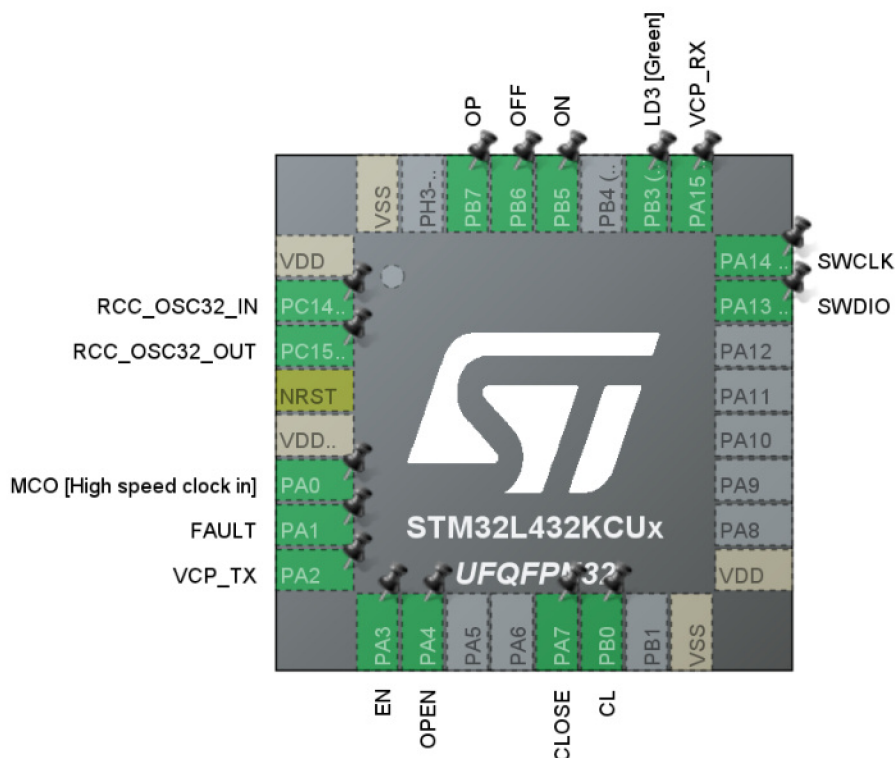 OP
OFF
ON
LD3 [Green]
VCP_RX
VSS
PH3-..
PB7
PB6
PB5
PB4 (..
PB3 (..
PA15 ..
VDD
PA14 ..
SWCLK
RCC_OSC32_IN
PC14..
PA13 ..
SWDIO
RCC_OSC32_OUT
PC15..
PA12
NRST
PA11
VDD..
PA10
MCO [High speed clock in]
PA0
PA9
FAULT
PA1
STM32L432KCUx
PA8
VCP_TX
PA2
UFQFPN32
VDD
PA3
PA4
PA5
PA6
PA7
PB0
PB1
VSS
EN
OPEN
CLOSE
CL
ST